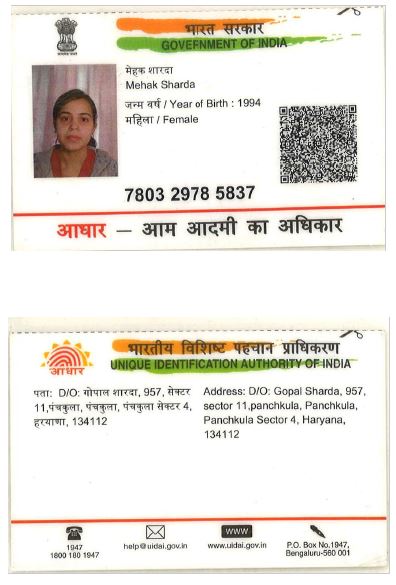 भारत सरकार
GOVERNMENT OF INDIA
मेहक शारदा
Mehak Sharda
जन्म वर्ष / Year of Birth : 1994
महिला / Female
7803 2978 5837
आधार — आम आदमी का अधिकार
भारतीय विशिष्ट पहचान प्राधिकरण
UNIQUE IDENTIFICATION AUTHORITY OF INDIA
आधार
पता: D/O: गोपाल शारदा, 957, सेक्टर
11,पंचकुला, पंचकुला, पंचकुला सेक्टर 4,
हरयाणा, 134112
Address: D/O: Gopal Sharda, 957,
sector 11,panchkula, Panchkula,
Panchkula Sector 4, Haryana,
134112
1947
1800 180 1947
help@uidai.gov.in
www
www.uidai.gov.in
P.O. Box No.1947,
Bengaluru-560 001